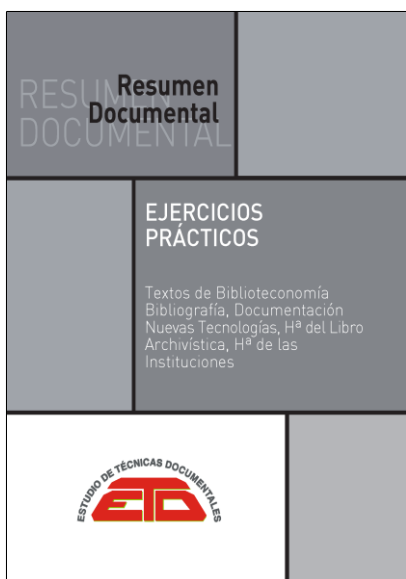 RESUMEN
DOCUMENTAL
Resumen
Documental
EJERCICIOS
PRÁCTICOS
Textos de Biblioteconomía
Bibliografía, Documentación
Nuevas Tecnologías, Hª del Libro
Archivística, Hª de las
Instituciones
ESTUDIO DE TÉCNICAS DOCUMENTALES
ETD